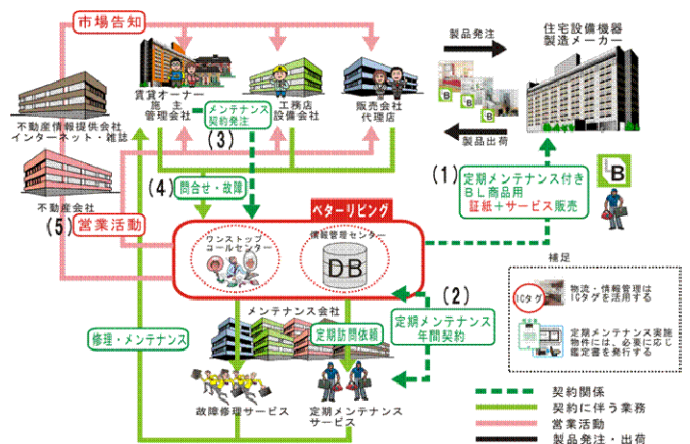 市場告知
賃貸オーナー
施主
管理会社
工務店
設備会社
販売会社
代理店
製品発注
製品出荷
住宅設備機器
製造メーカー
B
B
B
不動産情報提供会社
インターネット・雑誌
メンテナンス
契約発注
(3)
(4)
問合せ・故障
不動産会社
(5)
営業活動
(1)
定期メンテナンス付き
BL商品用
証紙+サービス販売
B
ベターリビング
ワンストップ
コールセンター
情報管理センター
DB
(2)
定期メンテナンス
年間契約
メンテナンス会社
修理・メンテナンス
定期訪問依頼
故障修理サービス
定期メンテナンス
サービス
補足
ICタグ
物流・情報管理は
ICタグを活用する
定期メンテナンス実施
物件には、必要に応じ
鑑定書を発行する
契約関係
契約に伴う業務
営業活動
製品発注・出荷